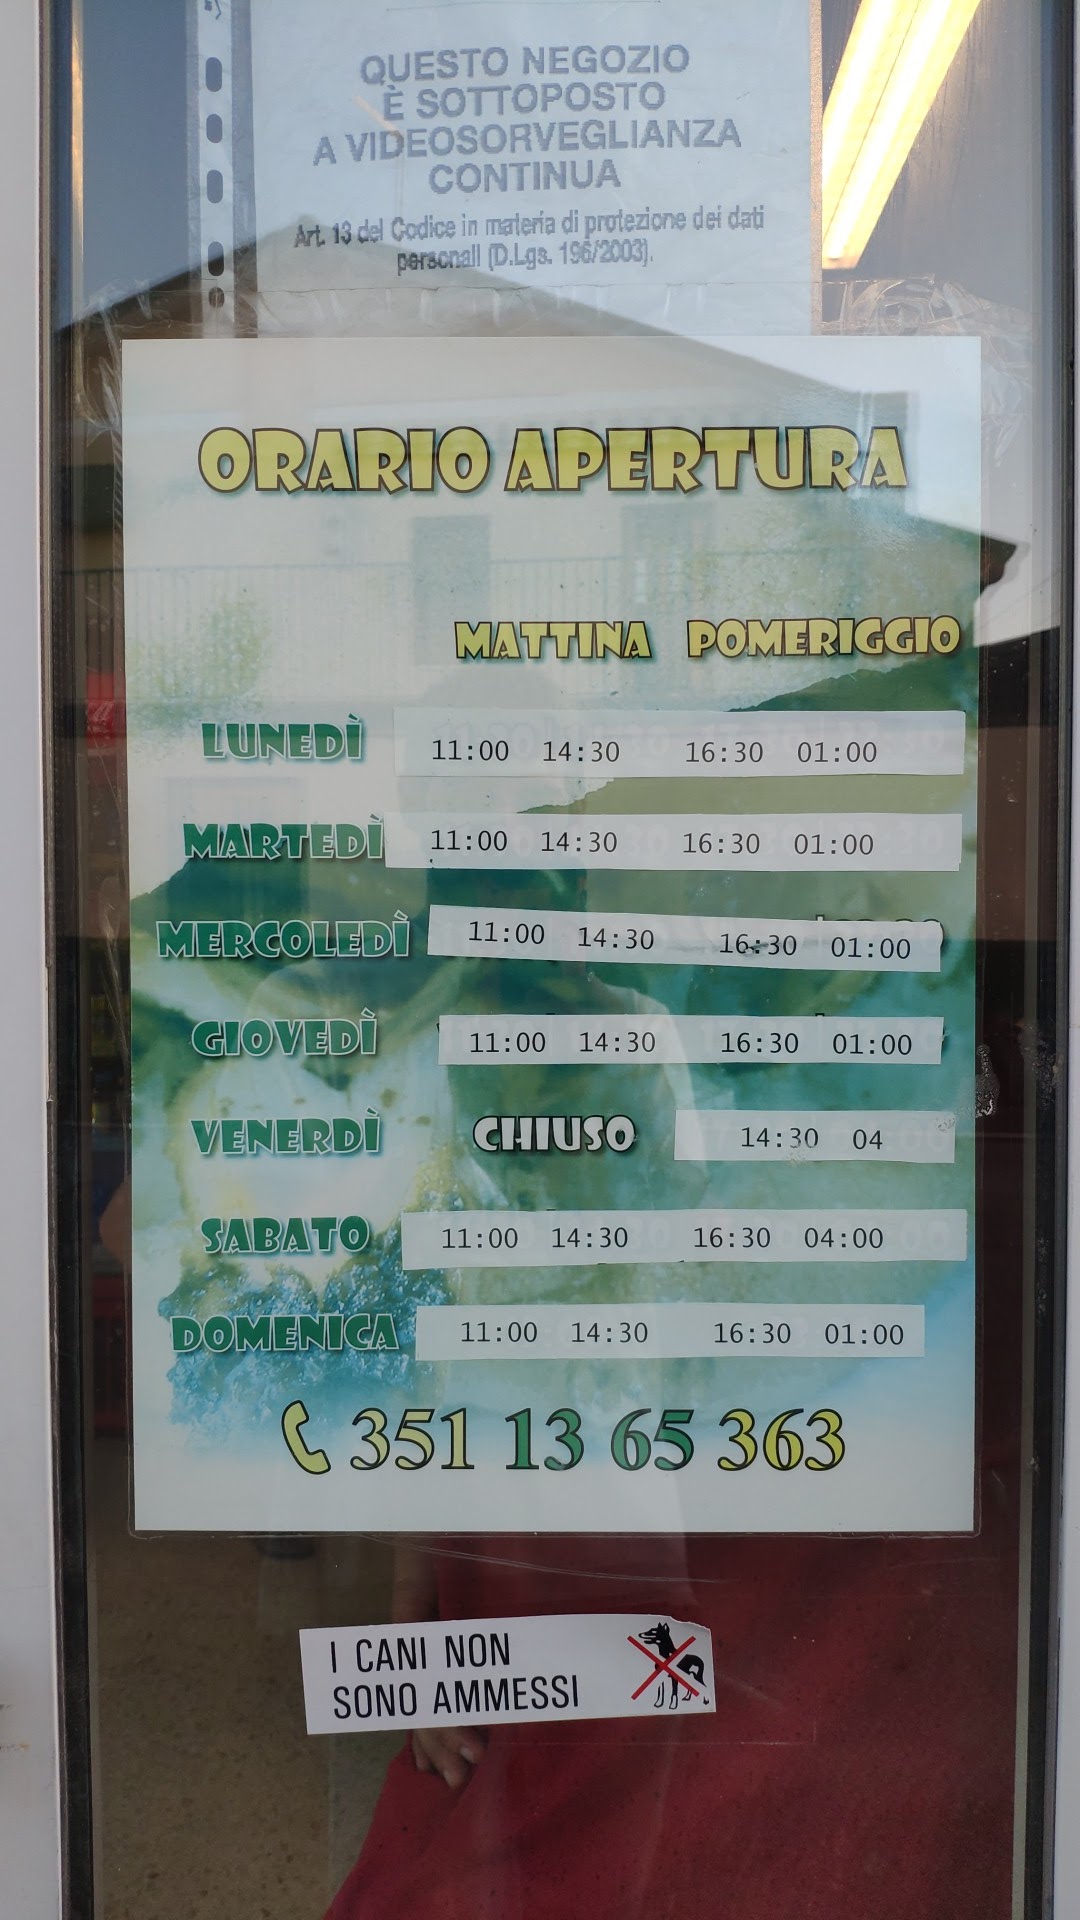 QUESTO NEGOZIO
È SOTTOPOSTO
A VIDEOSORVEGLIANZA
CONTINUA
Art. 13 del Codice in materia di protezione dei dati
personali (D.Lgs. 196/2003).
ORARIO APERTURA
MATTINA POMERIGGIO
LUNEDÌ 11:00 14:30 16:30 01:00
MARTEDÌ 11:00 14:30 16:30 01:00
MERCOLEDÌ 11:00 14:30 16:30 01:00
GIOVEDÌ 11:00 14:30 16:30 01:00
VENERDÌ CHIUSO 14:30 04
SABATO 11:00 14:30 16:30 04:00
DOMENICA 11:00 14:30 16:30 01:00
351 13 65 363
I CANI NON
SONO AMMESSI